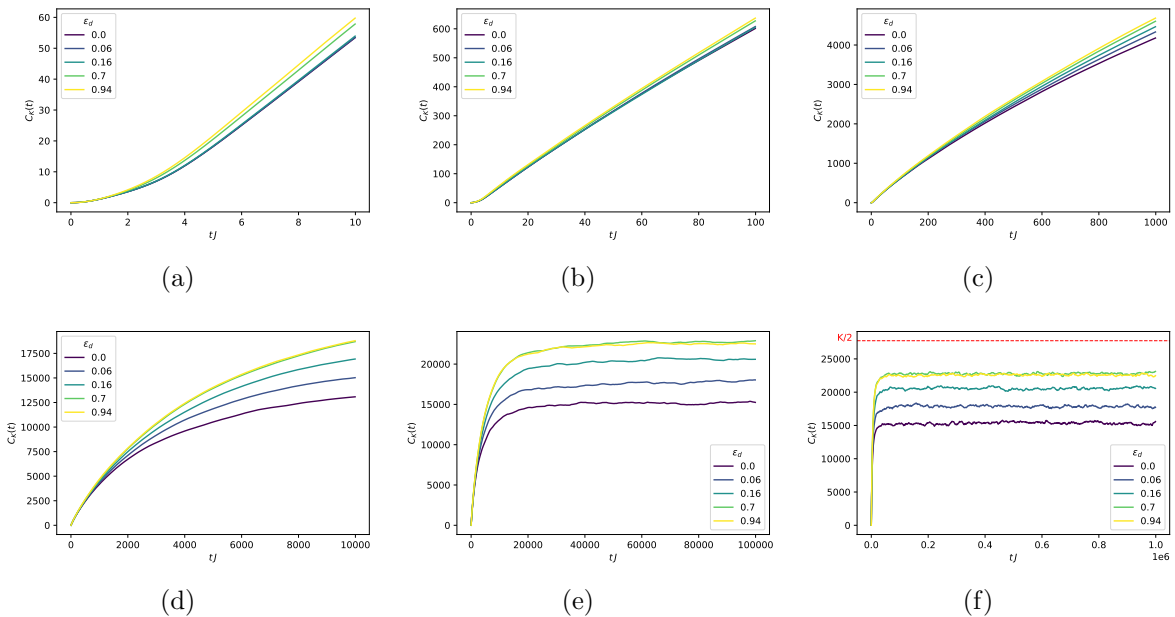 60
50
40
30
20
10
0
C_K(t)
ε_d
0.0
0.06
0.16
0.7
0.94
0 2 4 6 8 10
tJ
(a)
600
500
400
300
200
100
0
C_K(t)
ε_d
0.0
0.06
0.16
0.7
0.94
0 20 40 60 80 100
tJ
(b)
4000
3000
2000
1000
0
C_K(t)
ε_d
0.0
0.06
0.16
0.7
0.94
0 200 400 600 800 1000
tJ
(c)
17500
15000
12500
10000
7500
5000
2500
0
C_K(t)
ε_d
0.0
0.06
0.16
0.7
0.94
0 2000 4000 6000 8000 10000
tJ
(d)
20000
15000
10000
5000
0
C_K(t)
ε_d
0.0
0.06
0.16
0.7
0.94
0 20000 40000 60000 80000 100000
tJ
(e)
K/2
25000
20000
15000
10000
5000
0
C_K(t)
ε_d
0.0
0.06
0.16
0.7
0.94
0.0 0.2 0.4 0.6 0.8 1.0
1e6
tJ
(f)